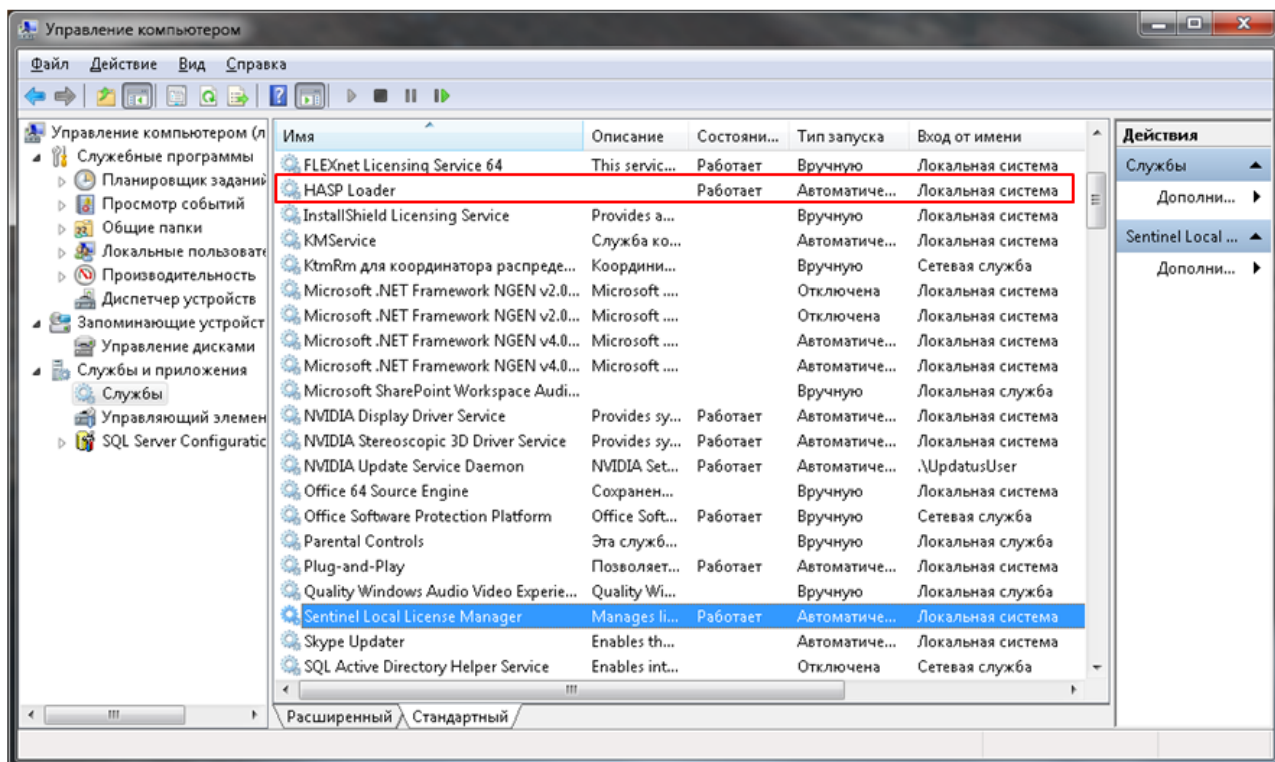 Управление компьютером
Файл Действие Вид Справка
Управление компьютером (л
Служебные программы
Планировщик заданий
Просмотр событий
Общие папки
Локальные пользовате
Производительность
Диспетчер устройств
Запоминающие устройст
Управление дисками
Службы и приложения
Службы
Управляющий элемен
SQL Server Configuratic
Имя Описание Состояни... Тип запуска Вход от имени
FLEXnet Licensing Service 64 This servic... Работает Вручную Локальная система
HASP Loader Работает Автоматиче... Локальная система
InstallShield Licensing Service Provides a... Вручную Локальная система
KMService Служба ко... Автоматиче... Локальная система
KtmRm для координатора распреде... Координи... Вручную Сетевая служба
Microsoft .NET Framework NGEN v2.0... Microsoft .... Отключена Локальная система
Microsoft .NET Framework NGEN v2.0... Microsoft .... Отключена Локальная система
Microsoft .NET Framework NGEN v4.0... Microsoft .... Автоматиче... Локальная система
Microsoft .NET Framework NGEN v4.0... Microsoft .... Автоматиче... Локальная система
Microsoft SharePoint Workspace Audi... Вручную Локальная служба
NVIDIA Display Driver Service Provides sy... Работает Автоматиче... Локальная система
NVIDIA Stereoscopic 3D Driver Service Provides sy... Работает Автоматиче... Локальная система
NVIDIA Update Service Daemon NVIDIA Set... Работает Автоматиче... .\UpdatusUser
Office 64 Source Engine Сохранен... Вручную Локальная система
Office Software Protection Platform Office Soft... Работает Вручную Сетевая служба
Parental Controls Эта служб... Вручную Локальная служба
Plug-and-Play Позволяет... Работает Автоматиче... Локальная система
Quality Windows Audio Video Experie... Quality Wi... Вручную Локальная служба
Sentinel Local License Manager Manages li... Работает Автоматиче... Локальная система
Skype Updater Enables th... Автоматиче... Локальная система
SQL Active Directory Helper Service Enables int... Отключена Сетевая служба
Расширенный Стандартный
Действия
Службы
Дополни...
Sentinel Local ...
Дополни...